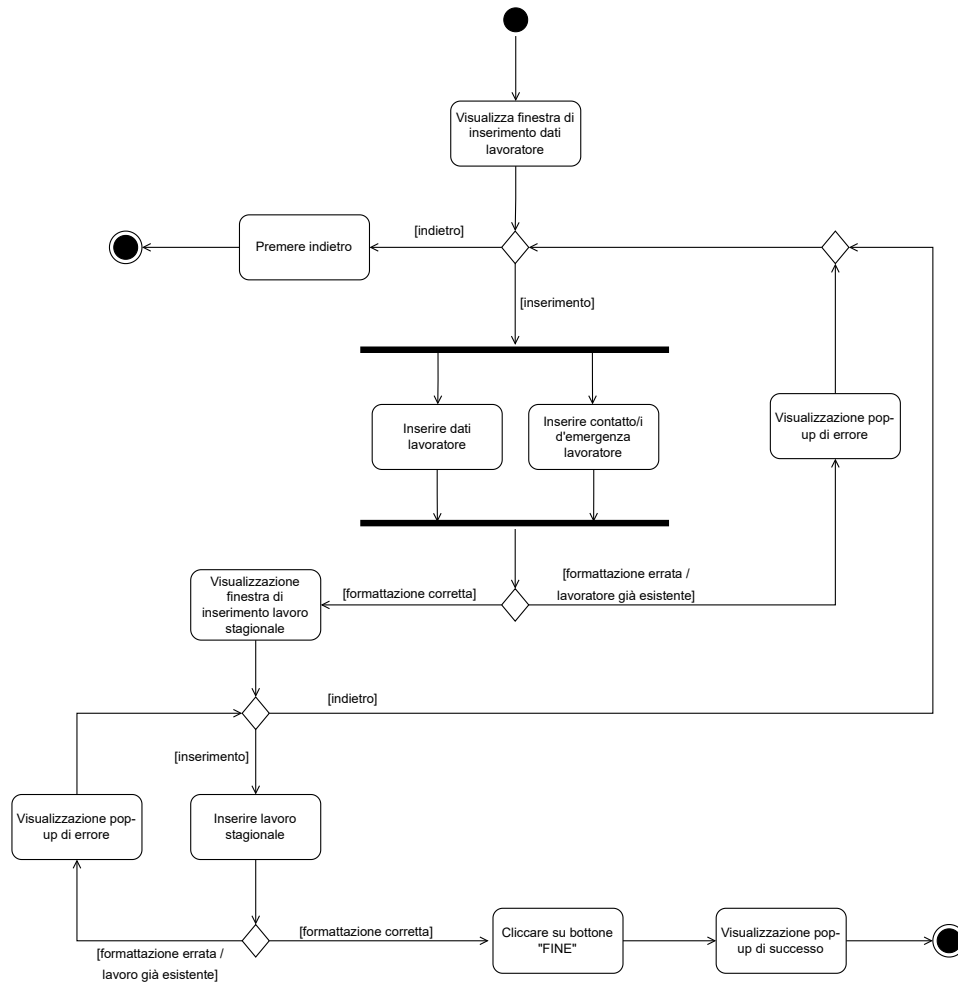 Visualizza finestra di
inserimento dati
lavoratore
[indietro]
Premere indietro
[inserimento]
Inserire dati
lavoratore
Inserire contatto/i
d'emergenza
lavoratore
Visualizzazione pop-
up di errore
[formattazione errata /
lavoratore già esistente]
[formattazione corretta]
Visualizzazione
finestra di
inserimento lavoro
stagionale
[indietro]
[inserimento]
Visualizzazione pop-
up di errore
Inserire lavoro
stagionale
[formattazione errata /
lavoro già esistente]
[formattazione corretta]
Cliccare su bottone
"FINE"
Visualizzazione pop-
up di successo